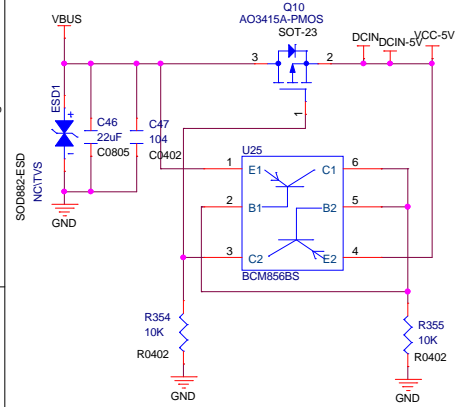 Q10
AO3415A-PMOS
SOT-23
VBUS
DCIN
DCIN-5V
VCC-5V
3
2
1
ESD1
+
-
SOD882-ESD
NC\TVS
C46
22uF
C0805
C47
104
C0402
GND
U25
1
E1
C1
6
2
B1
B2
5
3
C2
E2
4
BCM856BS
R354
10K
R0402
R355
10K
R0402
GND
GND